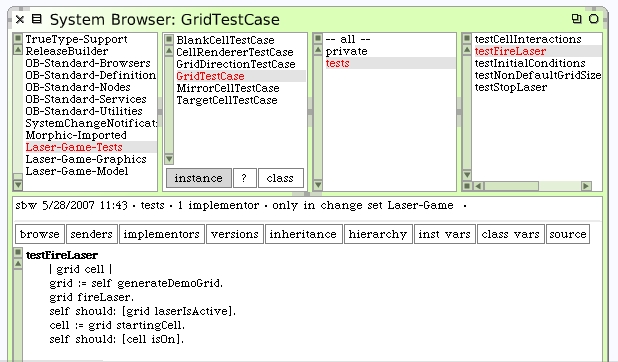 System Browser: GridTestCase
TrueType-Support
ReleaseBuilder
OB-Standard-Browsers
OB-Standard-Definition
OB-Standard-Nodes
OB-Standard-Services
OB-Standard-Utilities
SystemChangeNotificati
Morphic-Imported
Laser-Game-Tests
Laser-Game-Graphics
Laser-Game-Model
BlankCellTestCase
CellRendererTestCase
GridDirectionTestCase
GridTestCase
MirrorCellTestCase
TargetCellTestCase
instance ? class
-- all --
private
tests
testCellInteractions
testFireLaser
testInitialConditions
testNonDefaultGridSize
testStopLaser
sbw 5/28/2007 11:43 · tests · 1 implementor · only in change set Laser-Game ·
browse senders implementors versions inheritance hierarchy inst vars class vars source
testFireLaser
| grid cell |
grid := self generateDemoGrid.
grid fireLaser.
self should: [grid laserIsActive].
cell := grid startingCell.
self should: [cell isOn].